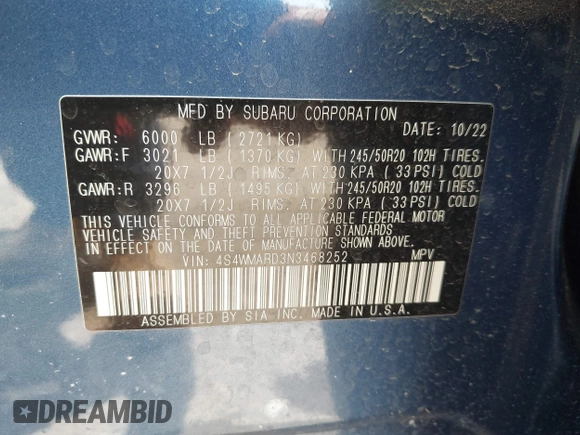 MFD BY SUBARU CORPORATION
DATE: 10/22
GVWR: 6000 LB (2721 KG)
GAWR:F 3021 LB (1370 KG) WITH 245/50R20 102H TIRES.
20X7 1/2J RIMS. AT 230 KPA (33 PSI) COLD
GAWR:R 3296 LB (1495 KG) WITH 245/50R20 102H TIRES.
20X7 1/2J RIMS. AT 230 KPA (33 PSI) COLD
THIS VEHICLE CONFORMS TO ALL APPLICABLE FEDERAL MOTOR
VEHICLE SAFETY AND THEFT PREVENTION STANDARDS
IN EFFECT ON THE DATE OF MANUFACTURE SHOWN ABOVE.
VIN: 4S4WMARD3N3468252 MPV
ASSEMBLED BY SIA INC. MADE IN U.S.A.
DREAMBID